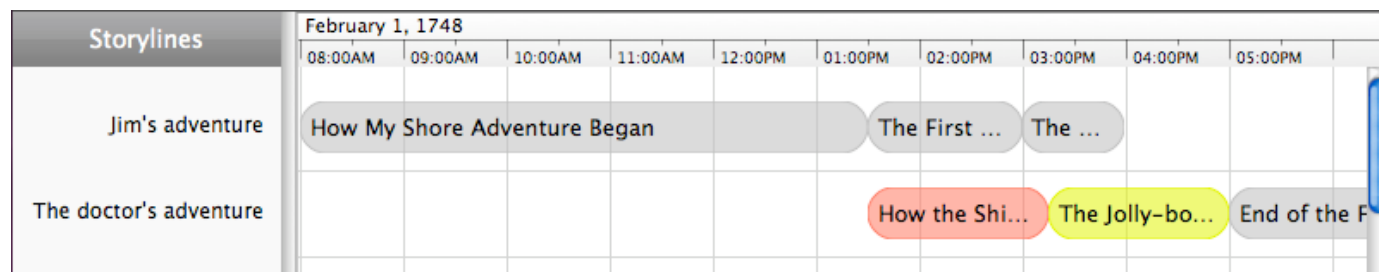 Storylines
February 1, 1748
08:00AM 09:00AM 10:00AM 11:00AM 12:00PM 01:00PM 02:00PM 03:00PM 04:00PM 05:00PM
Jim's adventure
How My Shore Adventure Began
The First ...
The ...
The doctor's adventure
How the Shi...
The Jolly-bo...
End of the F